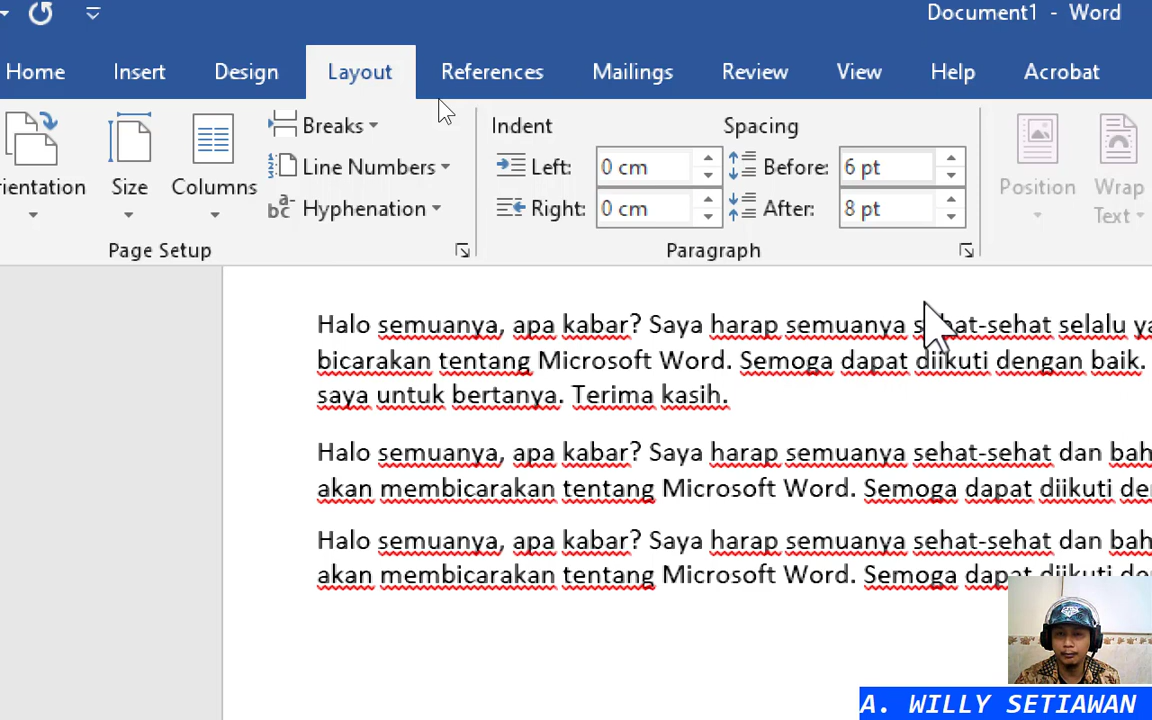 Document1 - Word
Home Insert Design Layout References Mailings Review View Help Acrobat
Breaks Indent Spacing
Line Numbers Left: 0 cm Before: 6 pt
Size Columns Position Wrap
Hyphenation Right: 0 cm After: 8 pt Text
Page Setup Paragraph
Halo semuanya, apa kabar? Saya harap semuanya sehat-sehat selalu
bicarakan tentang Microsoft Word. Semoga dapat diikuti dengan baik.
saya untuk bertanya. Terima kasih.
Halo semuanya, apa kabar? Saya harap semuanya sehat-sehat dan
akan membicarakan tentang Microsoft Word. Semoga dapat diikuti
Halo semuanya, apa kabar? Saya harap semuanya sehat-sehat dan
akan membicarakan tentang Microsoft Word. Semoga dapat diikuti
A. WILLY SETIAWAN